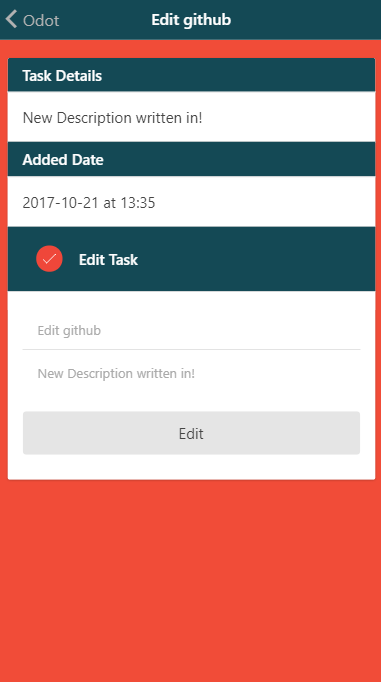 Odot
Edit github
Task Details
New Description written in!
Added Date
2017-10-21 at 13:35
Edit Task
Edit github
New Description written in!
Edit